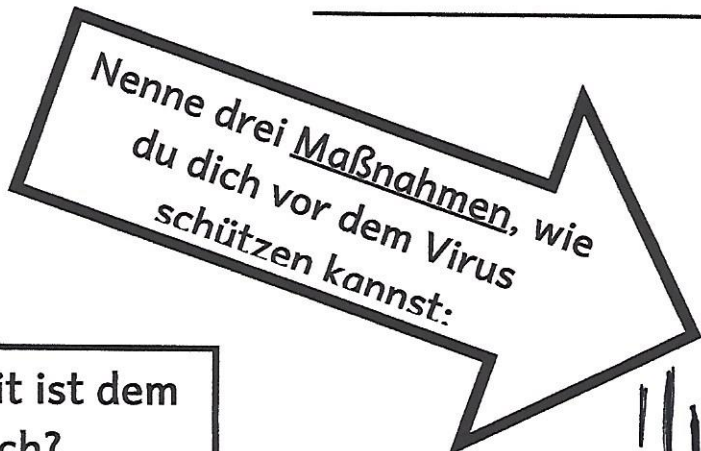 Nenne drei Maßnahmen, wie
du dich vor dem Virus
schützen kannst:
it ist dem
ch?